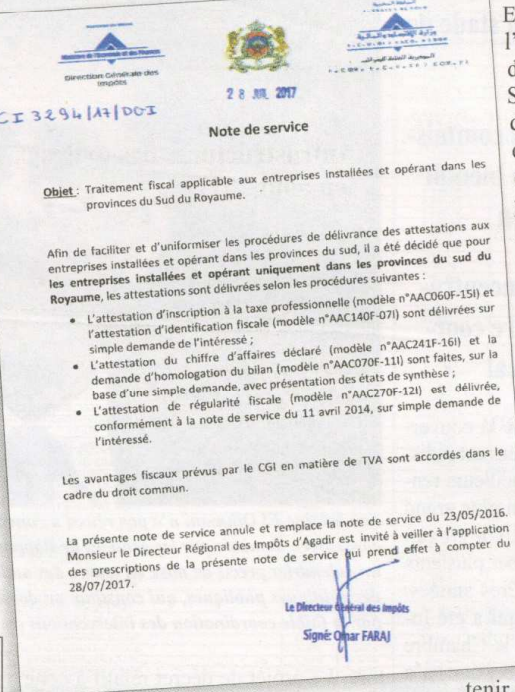 Direction Générale des
Impôts
28 JUL 2017
CI 3294/17/DGI
Note de service
Objet : Traitement fiscal applicable aux entreprises installées et opérant dans les
provinces du Sud du Royaume.
Afin de faciliter et d'uniformiser les procédures de délivrance des attestations aux
entreprises installées et opérant dans les provinces du sud, il a été décidé que pour
les entreprises installées et opérant uniquement dans les provinces du sud du
Royaume, les attestations sont délivrées selon les procédures suivantes :
• L'attestation d'inscription à la taxe professionnelle (modèle n°AAC060F-15I) et
l'attestation d'identification fiscale (modèle n°AAC140F-07I) sont délivrées sur
simple demande de l'intéressé ;
• L'attestation du chiffre d'affaires déclaré (modèle n°AAC241F-16I) et la
demande d'homologation du bilan (modèle n°AAC070F-11I) sont faites, sur la
base d'une simple demande, avec présentation des états de synthèse ;
• L'attestation de régularité fiscale (modèle n°AAC270F-12I) est délivrée,
conformément à la note de service du 11 avril 2014, sur simple demande de
l'intéressé.
Les avantages fiscaux prévus par le CGI en matière de TVA sont accordés dans le
cadre du droit commun.
La présente note de service annule et remplace la note de service du 23/05/2016.
Monsieur le Directeur Régional des Impôts d'Agadir est invité à veiller à l'application
des prescriptions de la présente note de service qui prend effet à compter du
28/07/2017.
Le Directeur Général des Impôts
Signé: Omar FARAJ
tenir